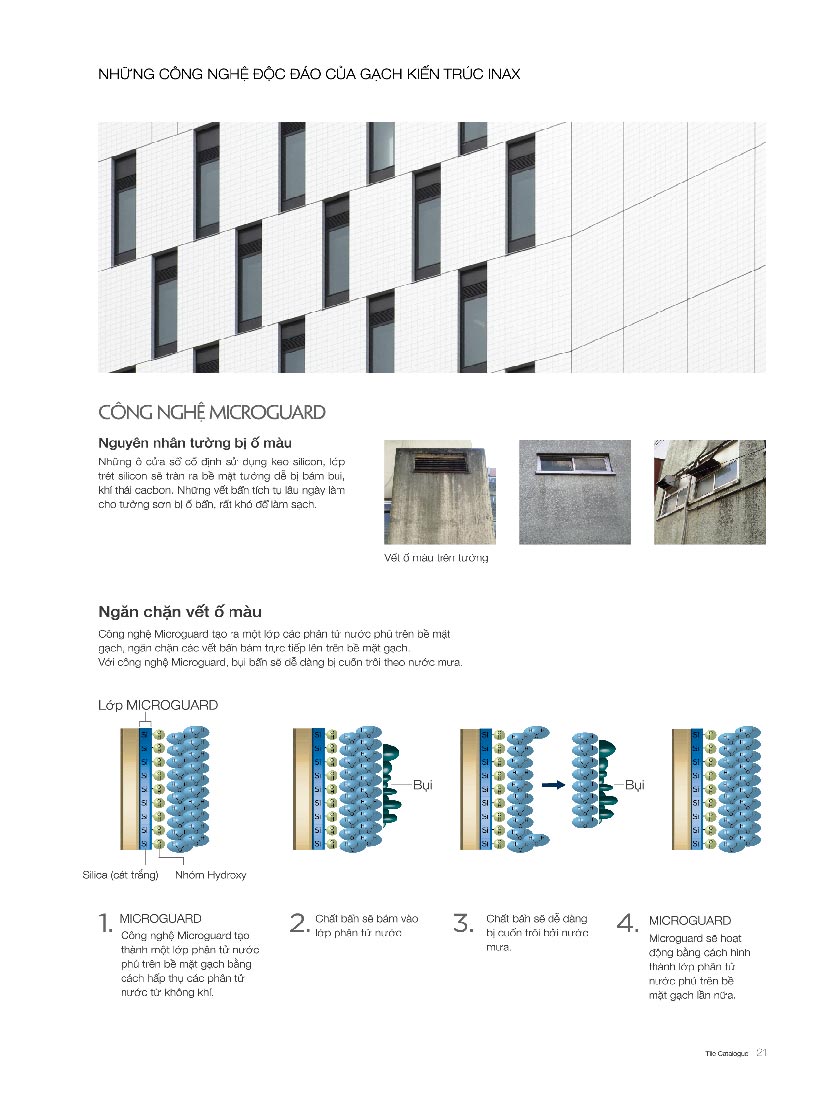 NHỮNG CÔNG NGHỆ ĐỘC ĐÁO CỦA GẠCH KIẾN TRÚC INAX
CÔNG NGHỆ MICROGUARD
Nguyên nhân tường bị ố màu
Những ô cửa sổ cố định sử dụng keo silicon, lớp
trét silicon sẽ tràn ra bề mặt tường dễ bị bám bụi,
khí thải cacbon. Những vết bẩn tích tụ lâu ngày làm
cho tường sơn bị ố bẩn, rất khó để làm sạch.
Vết ố màu trên tường
Ngăn chặn vết ố màu
Công nghệ Microguard tạo ra một lớp các phân tử nước phủ trên bề mặt
gạch, ngăn chặn các vết bẩn bám trực tiếp lên trên bề mặt gạch.
Với công nghệ Microguard, bụi bẩn sẽ dễ dàng bị cuốn trôi theo nước mưa.
Lớp MICROGUARD
Bụi
Bụi
Silica (cát trắng)
Nhóm Hydroxy
1. MICROGUARD
Công nghệ Microguard tạo
thành một lớp phân tử nước
phủ trên bề mặt gạch bằng
cách hấp thụ các phân tử
nước từ không khí.
2. Chất bẩn sẽ bám vào
lớp phân tử nước
3. Chất bẩn sẽ dễ dàng
bị cuốn trôi bởi nước
mưa.
4. MICROGUARD
Microguard sẽ hoạt
động bằng cách hình
thành lớp phân tử
nước phủ trên bề
mặt gạch lần nữa.
Tile Catalogue 21